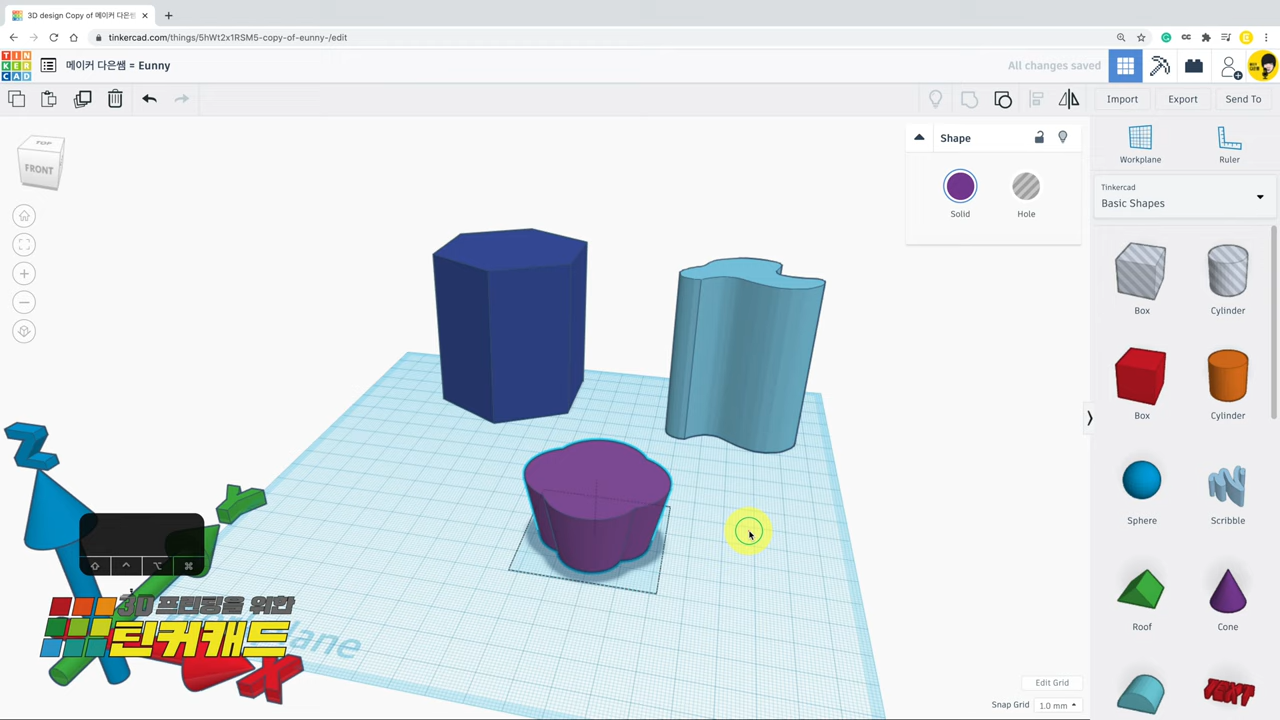 3D design Copy of 메이커 다은쌤
tinkercad.com/things/5hWt2x1RSM5-copy-of-eunny-/edit
TIN
KER
CAD
메이커 다은쌤 = Eunny
All changes saved
Import
Export
Send To
TOP
FRONT
Shape
Solid
Hole
Workplane
Ruler
Tinkercad
Basic Shapes
Box
Cylinder
Box
Cylinder
Sphere
Scribble
Roof
Cone
TEXT
Z
Y
X
3D 프린팅을 위한
틴커캐드
Edit Grid
Snap Grid
1.0 mm